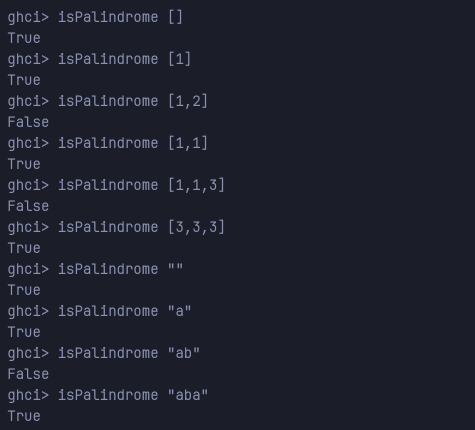 ghci> isPalindrome []
True
ghci> isPalindrome [1]
True
ghci> isPalindrome [1,2]
False
ghci> isPalindrome [1,1]
True
ghci> isPalindrome [1,1,3]
False
ghci> isPalindrome [3,3,3]
True
ghci> isPalindrome ""
True
ghci> isPalindrome "a"
True
ghci> isPalindrome "ab"
False
ghci> isPalindrome "aba"
True